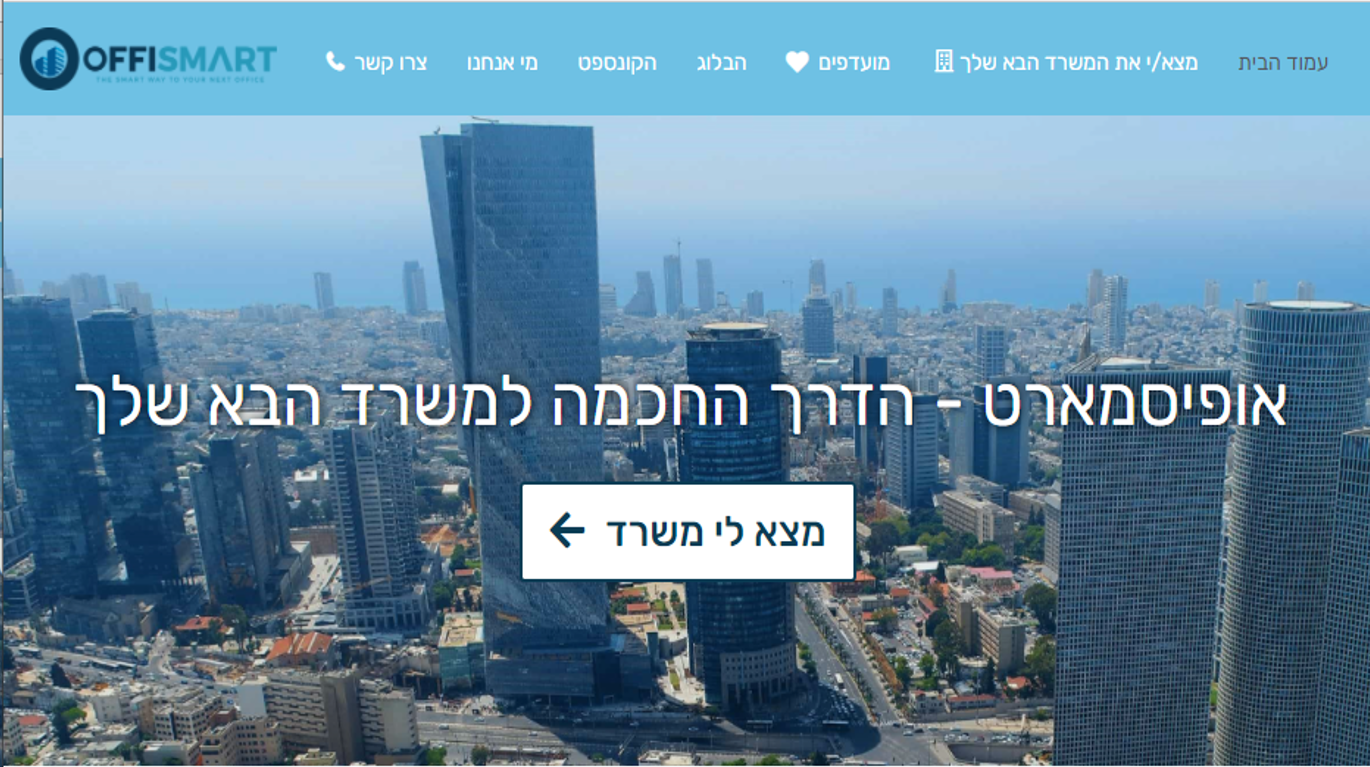 OFFISMART
THE SMART WAY TO YOUR NEXT OFFICE
עמוד הבית
מצא/י את המשרד הבא שלך
מועדפים
הבלוג
הקונספט
מי אנחנו
צרו קשר
אופיסמארט - הדרך החכמה למשרד הבא שלך
מצא לי משרד